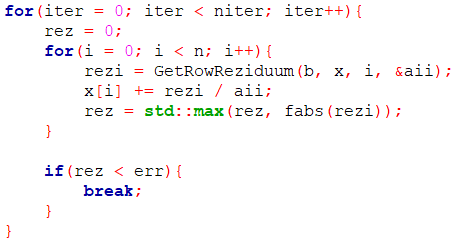 for(iter = 0; iter < niter; iter++){
    rez = 0;
    for(i = 0; i < n; i++){
        rezi = GetRowReziduum(b, x, i, &aii);
        x[i] += rezi / aii;
        rez = std::max(rez, fabs(rezi));
    }

    if(rez < err){
        break;
    }
}